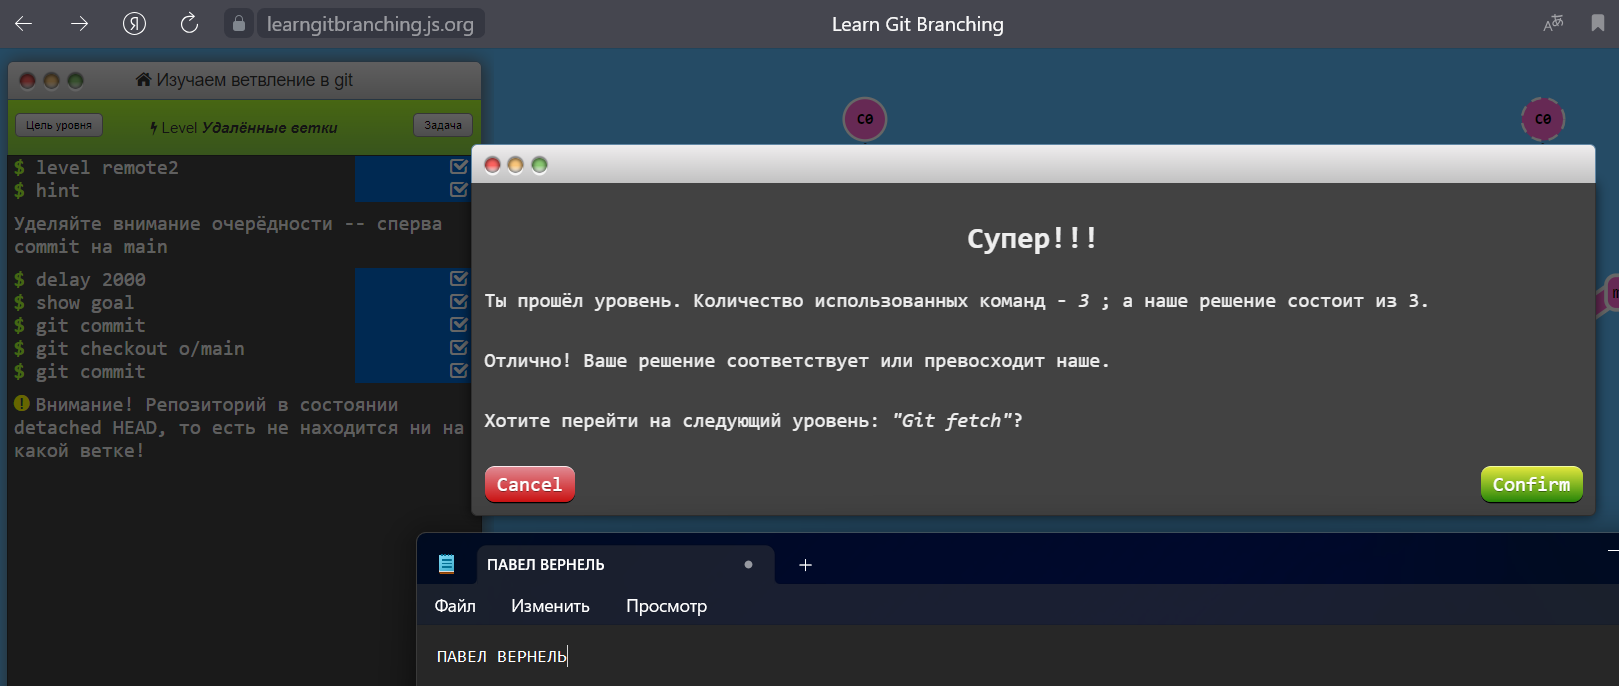 learngitbranching.js.org
Learn Git Branching
Изучаем ветвление в git
Цель уровня
Level Удалённые ветки
Задача
$ level remote2
$ hint
Уделяйте внимание очерёдности -- сперва
commit на main
$ delay 2000
$ show goal
$ git commit
$ git checkout o/main
$ git commit
Внимание! Репозиторий в состоянии
detached HEAD, то есть не находится ни на
какой ветке!
C0
C0
Супер!!!
Ты прошёл уровень. Количество использованных команд - 3 ; а наше решение состоит из 3.
Отлично! Ваше решение соответствует или превосходит наше.
Хотите перейти на следующий уровень: "Git fetch"?
Cancel
Confirm
ПАВЕЛ ВЕРНЕЛЬ
Файл
Изменить
Просмотр
ПАВЕЛ ВЕРНЕЛЬ